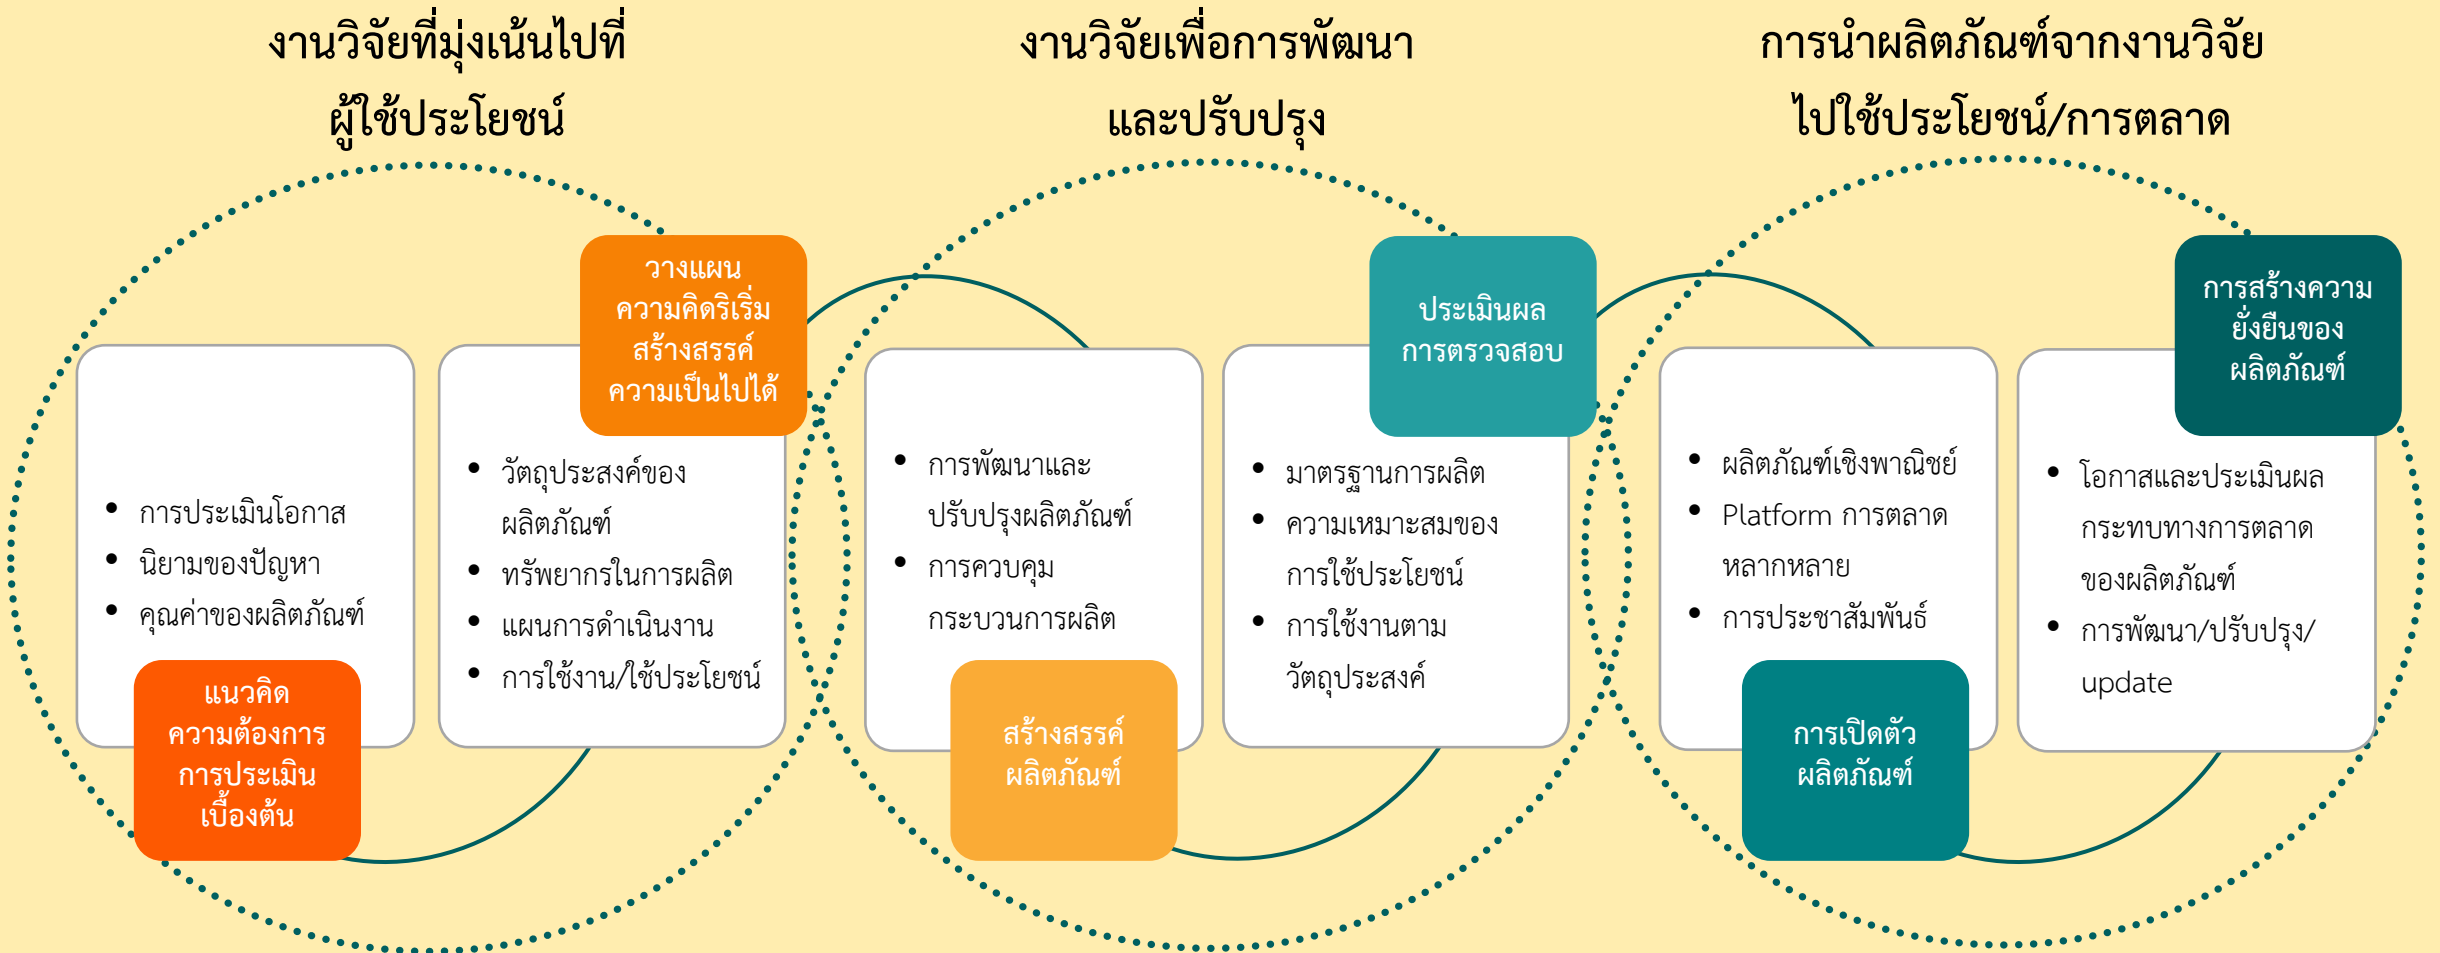 งานวิจัยที่มุ่งเน้นไปที่
ผู้ใช้ประโยชน์
งานวิจัยเพื่อการพัฒนา
และปรับปรุง
การนำผลิตภัณฑ์จากงานวิจัย
ไปใช้ประโยชน์/การตลาด
• การประเมินโอกาส
• นิยามของปัญหา
• คุณค่าของผลิตภัณฑ์
แนวคิด
ความต้องการ
การประเมิน
เบื้องต้น
วางแผน
ความคิดริเริ่ม
สร้างสรรค์
ความเป็นไปได้
• วัตถุประสงค์ของ
ผลิตภัณฑ์
• ทรัพยากรในการผลิต
• แผนการดำเนินงาน
• การใช้งาน/ใช้ประโยชน์
• การพัฒนาและ
ปรับปรุงผลิตภัณฑ์
• การควบคุม
กระบวนการผลิต
สร้างสรรค์
ผลิตภัณฑ์
ประเมินผล
การตรวจสอบ
• มาตรฐานการผลิต
• ความเหมาะสมของ
การใช้ประโยชน์
• การใช้งานตาม
วัตถุประสงค์
• ผลิตภัณฑ์เชิงพาณิชย์
• Platform การตลาด
หลากหลาย
• การประชาสัมพันธ์
การเปิดตัว
ผลิตภัณฑ์
การสร้างความ
ยั่งยืนของ
ผลิตภัณฑ์
• โอกาสและประเมินผล
กระทบทางการตลาด
ของผลิตภัณฑ์
• การพัฒนา/ปรับปรุง/
update